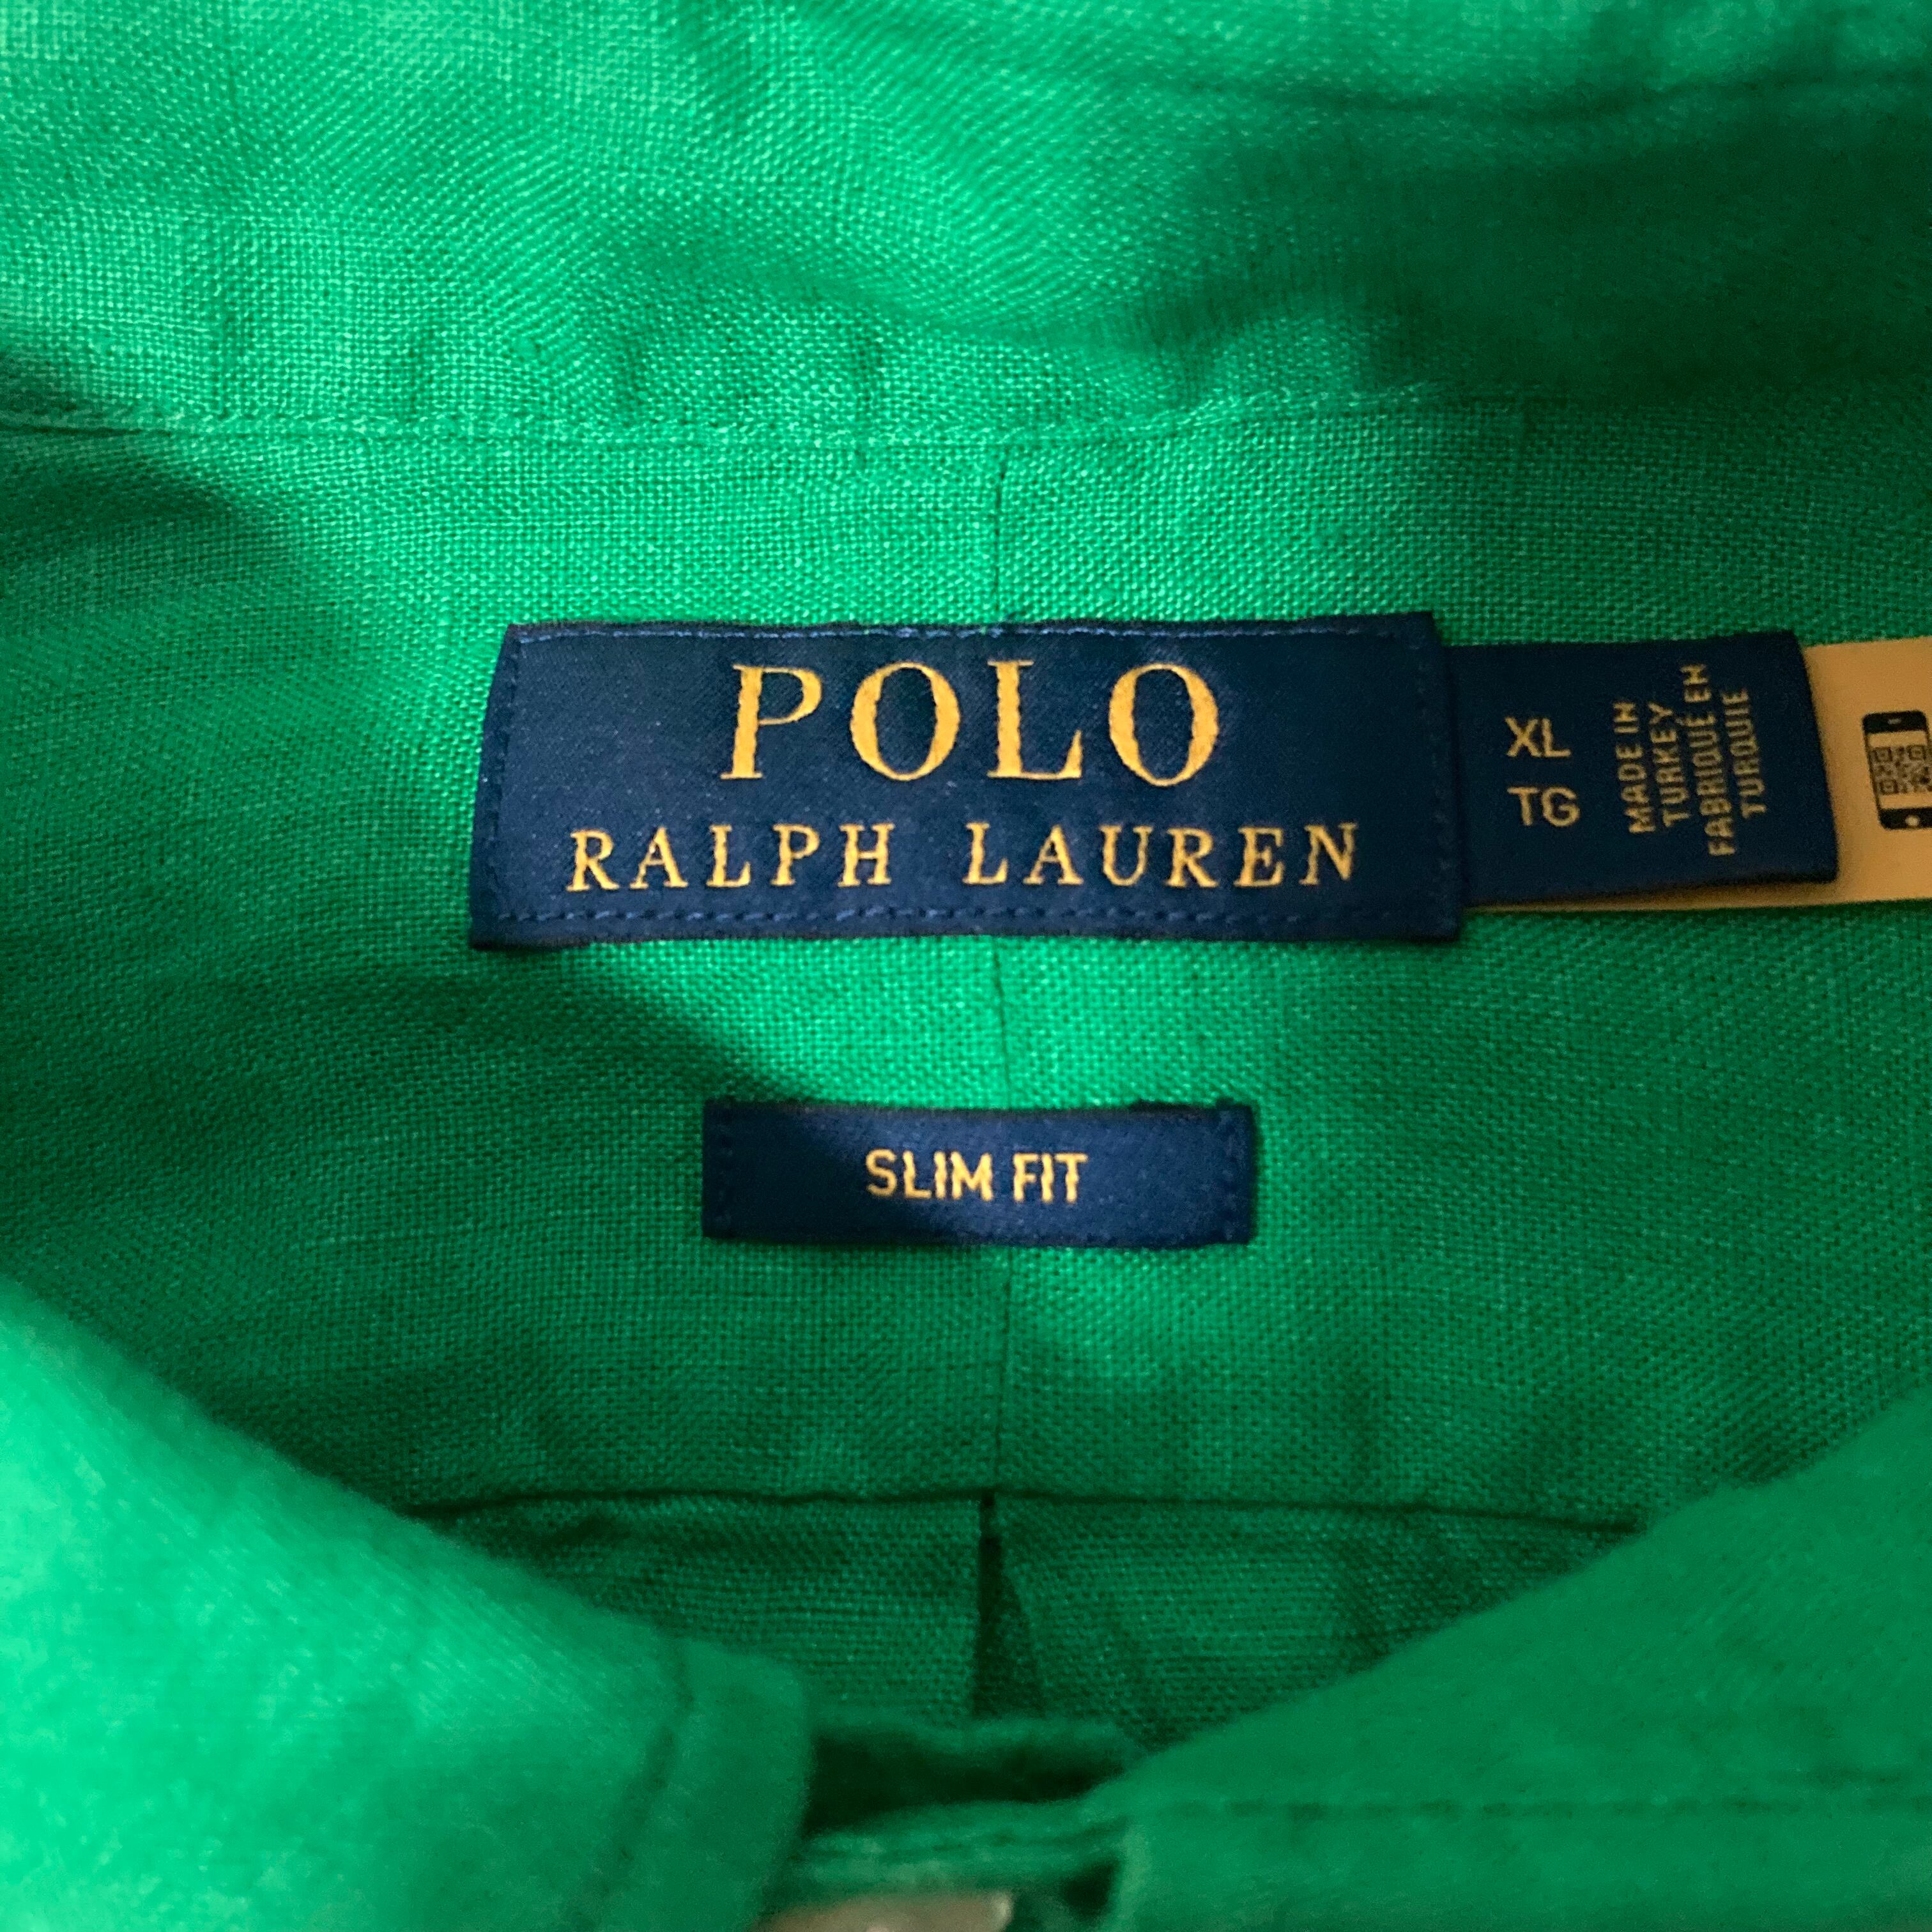 POLO
RALPH LAUREN
XL
TG
MADE IN
TURKEY
FABRIQUÉ EN
TURQUIE
SLIM FIT